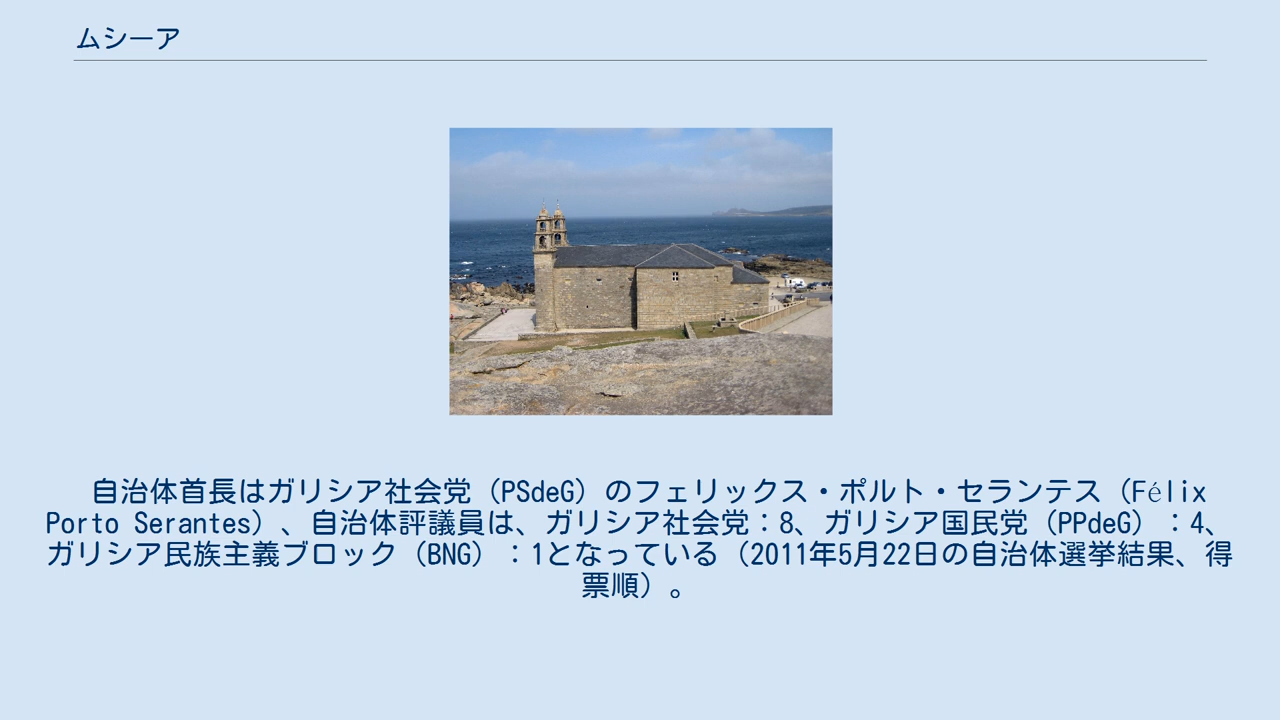 ムシーア
自治体首長はガリシア社会党（PSdeG）のフェリックス・ポルト・セランテス（Félix
Porto Serantes）、自治体評議員は、ガリシア社会党：8、ガリシア国民党（PPdeG）：4、
ガリシア民族主義ブロック（BNG）：1となっている（2011年5月22日の自治体選挙結果、得
票順）。